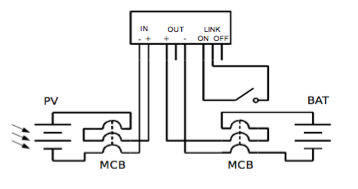 IN OUT LINK
- + + - ON OFF
PV BAT
MCB MCB